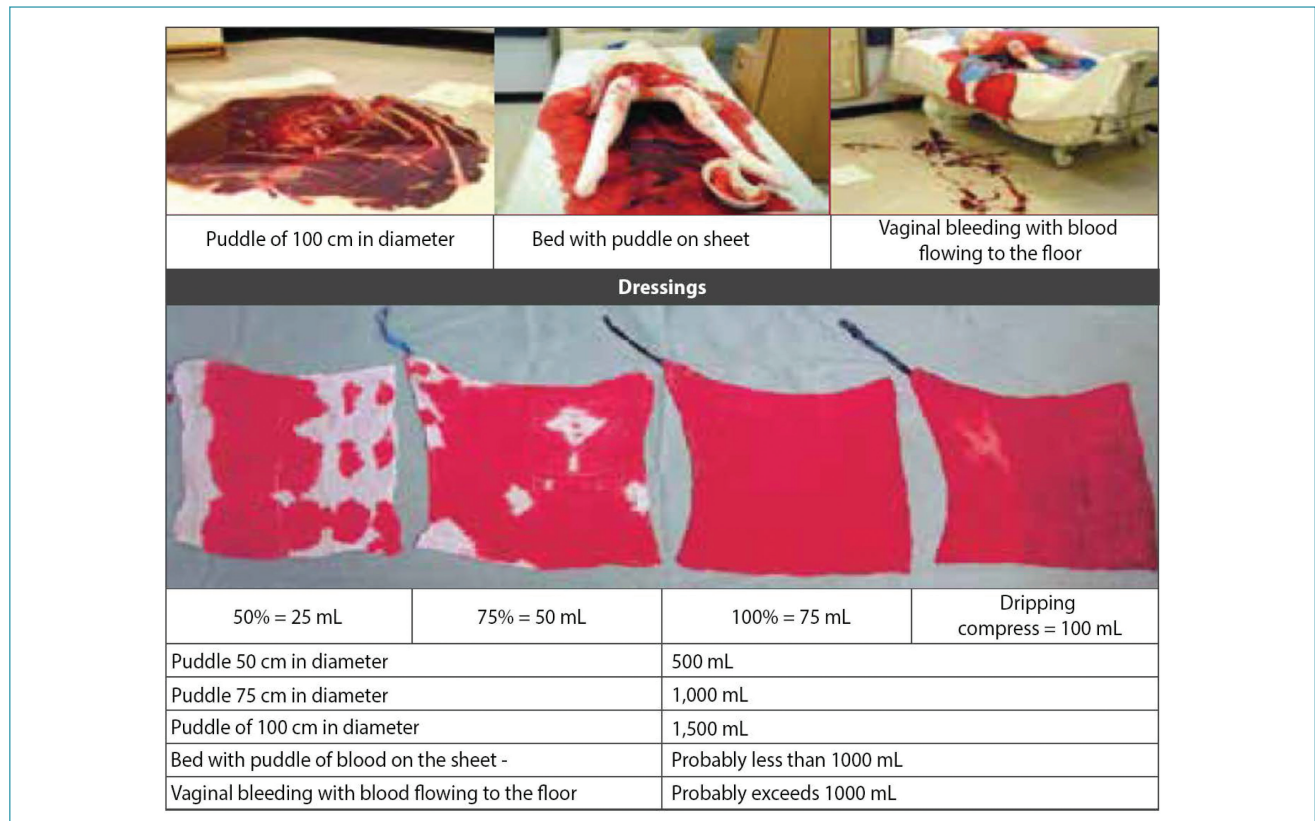 Puddle of 100 cm in diameter
Bed with puddle on sheet
Vaginal bleeding with blood
flowing to the floor
Dressings
50% = 25 mL
75% = 50 mL
100% = 75 mL
Dripping
compress = 100 mL
Puddle 50 cm in diameter
500 mL
Puddle 75 cm in diameter
1,000 mL
Puddle of 100 cm in diameter
1,500 mL
Bed with puddle of blood on the sheet -
Probably less than 1000 mL
Vaginal bleeding with blood flowing to the floor
Probably exceeds 1000 mL